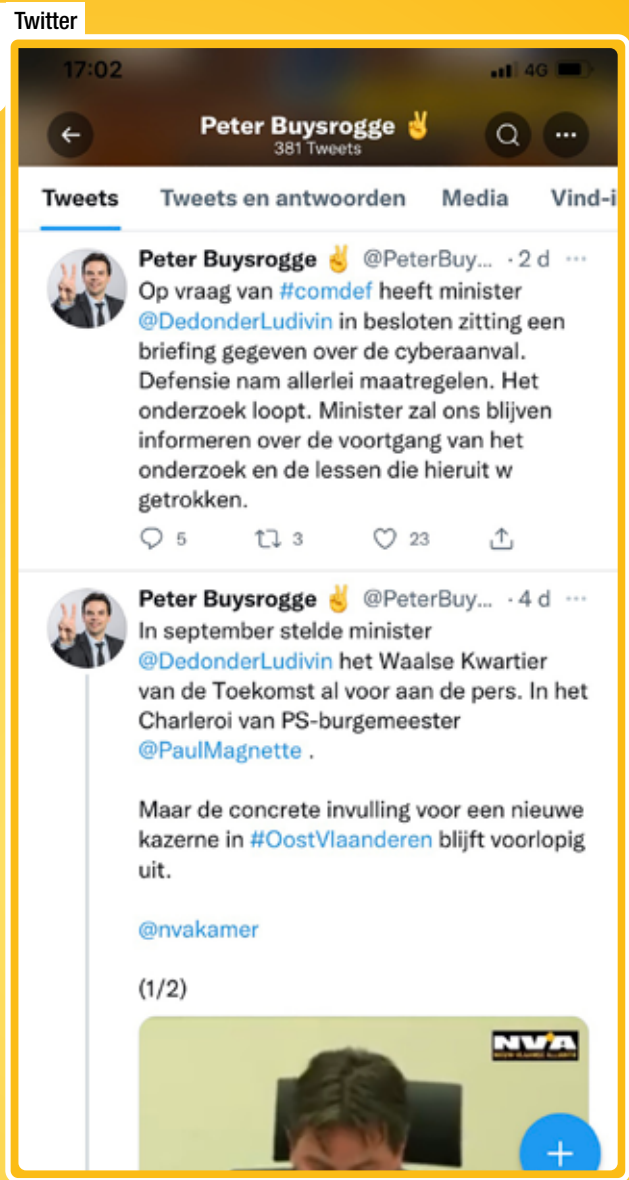 Twitter
17:02
4G
Peter Buysrogge ✌
381 Tweets
Tweets Tweets en antwoorden Media Vind-i
Peter Buysrogge ✌ @PeterBuy... · 2 d ···
Op vraag van #comdef heeft minister
@DedonderLudivin in besloten zitting een
briefing gegeven over de cyberaanval.
Defensie nam allerlei maatregelen. Het
onderzoek loopt. Minister zal ons blijven
informeren over de voortgang van het
onderzoek en de lessen die hieruit w
getrokken.
5 3 23
Peter Buysrogge ✌ @PeterBuy... · 4 d ···
In september stelde minister
@DedonderLudivin het Waalse Kwartier
van de Toekomst al voor aan de pers. In het
Charleroi van PS-burgemeester
@PaulMagnette .
Maar de concrete invulling voor een nieuwe
kazerne in #OostVlaanderen blijft voorlopig
uit.
@nvakamer
(1/2)
N-VA